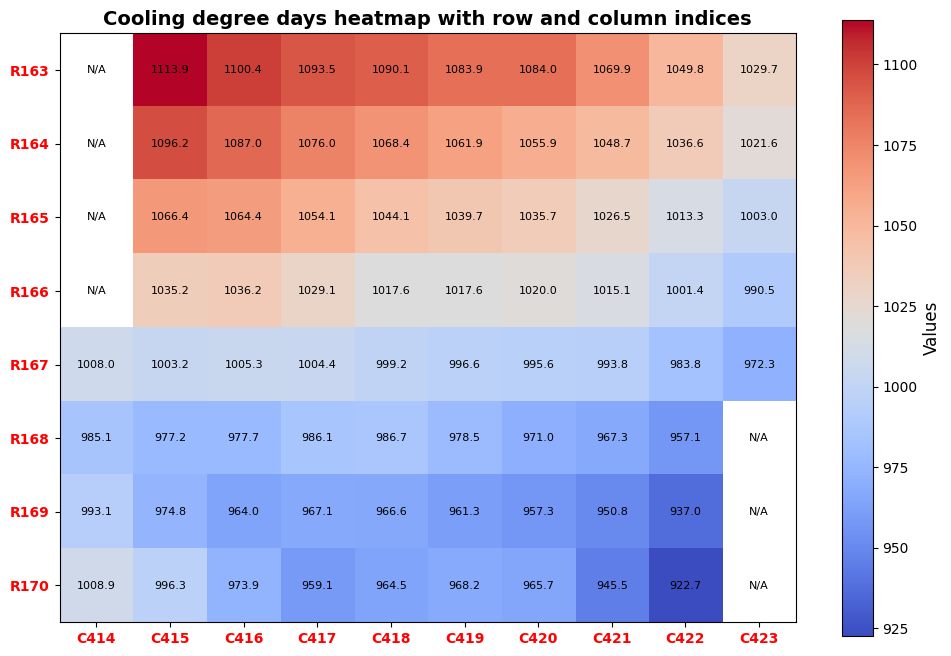 Cooling degree days heatmap with row and column indices
R163 N/A 1113.9 1100.4 1093.5 1090.1 1083.9 1084.0 1069.9 1049.8 1029.7
R164 N/A 1096.2 1087.0 1076.0 1068.4 1061.9 1055.9 1048.7 1036.6 1021.6
R165 N/A 1066.4 1064.4 1054.1 1044.1 1039.7 1035.7 1026.5 1013.3 1003.0
R166 N/A 1035.2 1036.2 1029.1 1017.6 1017.6 1020.0 1015.1 1001.4 990.5
R167 1008.0 1003.2 1005.3 1004.4 999.2 996.6 995.6 993.8 983.8 972.3
R168 985.1 977.2 977.7 986.1 986.7 978.5 971.0 967.3 957.1 N/A
R169 993.1 974.8 964.0 967.1 966.6 961.3 957.3 950.8 937.0 N/A
R170 1008.9 996.3 973.9 959.1 964.5 968.2 965.7 945.5 922.7 N/A
C414 C415 C416 C417 C418 C419 C420 C421 C422 C423
1100
1075
1050
1025
1000
975
950
925
Values